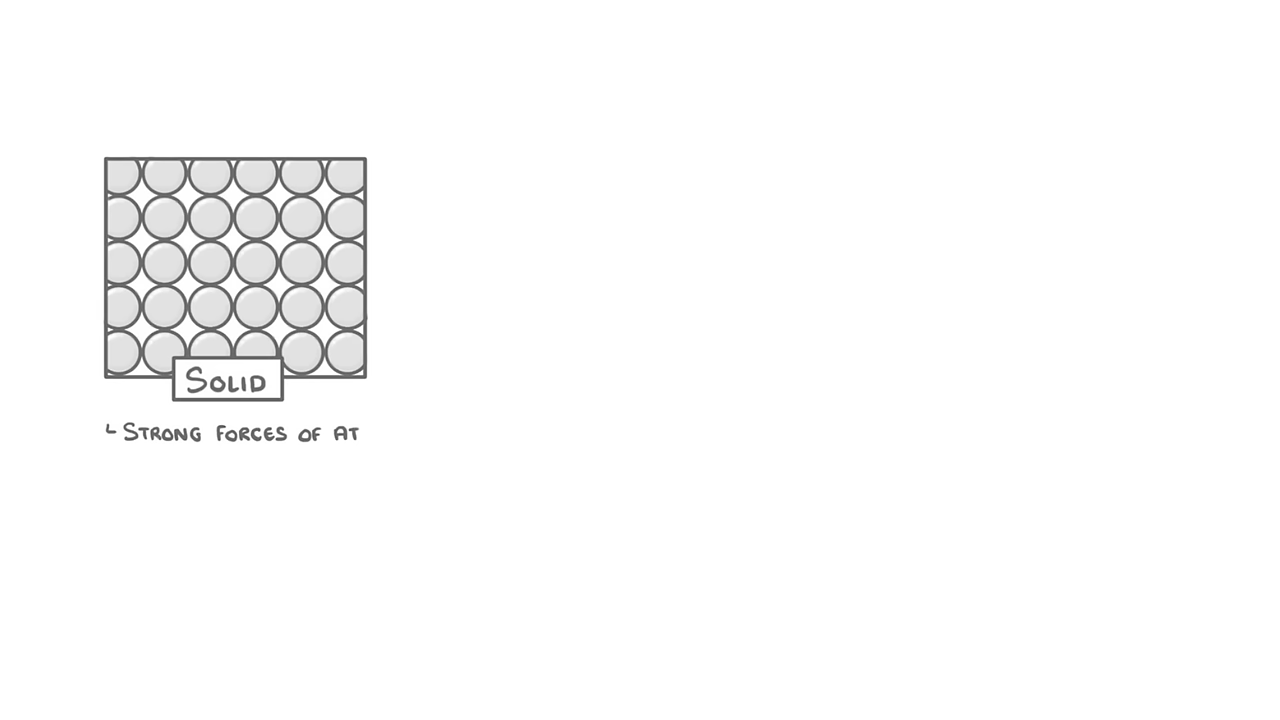 SOLID
└ STRONG FORCES OF AT